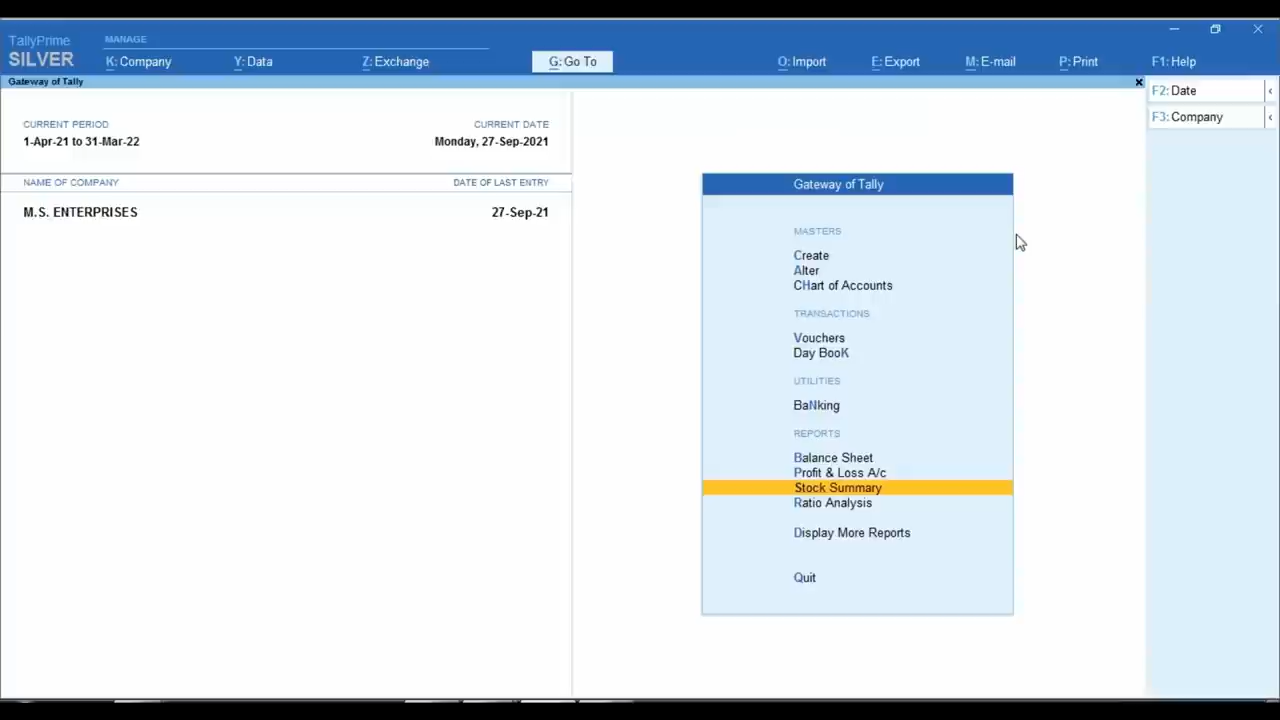 TallyPrime
SILVER
MANAGE
K: Company
Y: Data
Z: Exchange
G: Go To
O: Import
E: Export
M: E-mail
P: Print
F1: Help
Gateway of Tally
F2: Date
F3: Company
CURRENT PERIOD
CURRENT DATE
1-Apr-21 to 31-Mar-22
Monday, 27-Sep-2021
NAME OF COMPANY
DATE OF LAST ENTRY
M.S. ENTERPRISES
27-Sep-21
Gateway of Tally
MASTERS
Create
Alter
CHart of Accounts
TRANSACTIONS
Vouchers
Day BooK
UTILITIES
BaNking
REPORTS
Balance Sheet
Profit & Loss A/c
Stock Summary
Ratio Analysis
Display More Reports
Quit